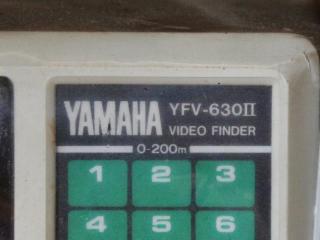 YAMAHA YFV-630II
VIDEO FINDER
0-200m
1 2 3
4 5 6